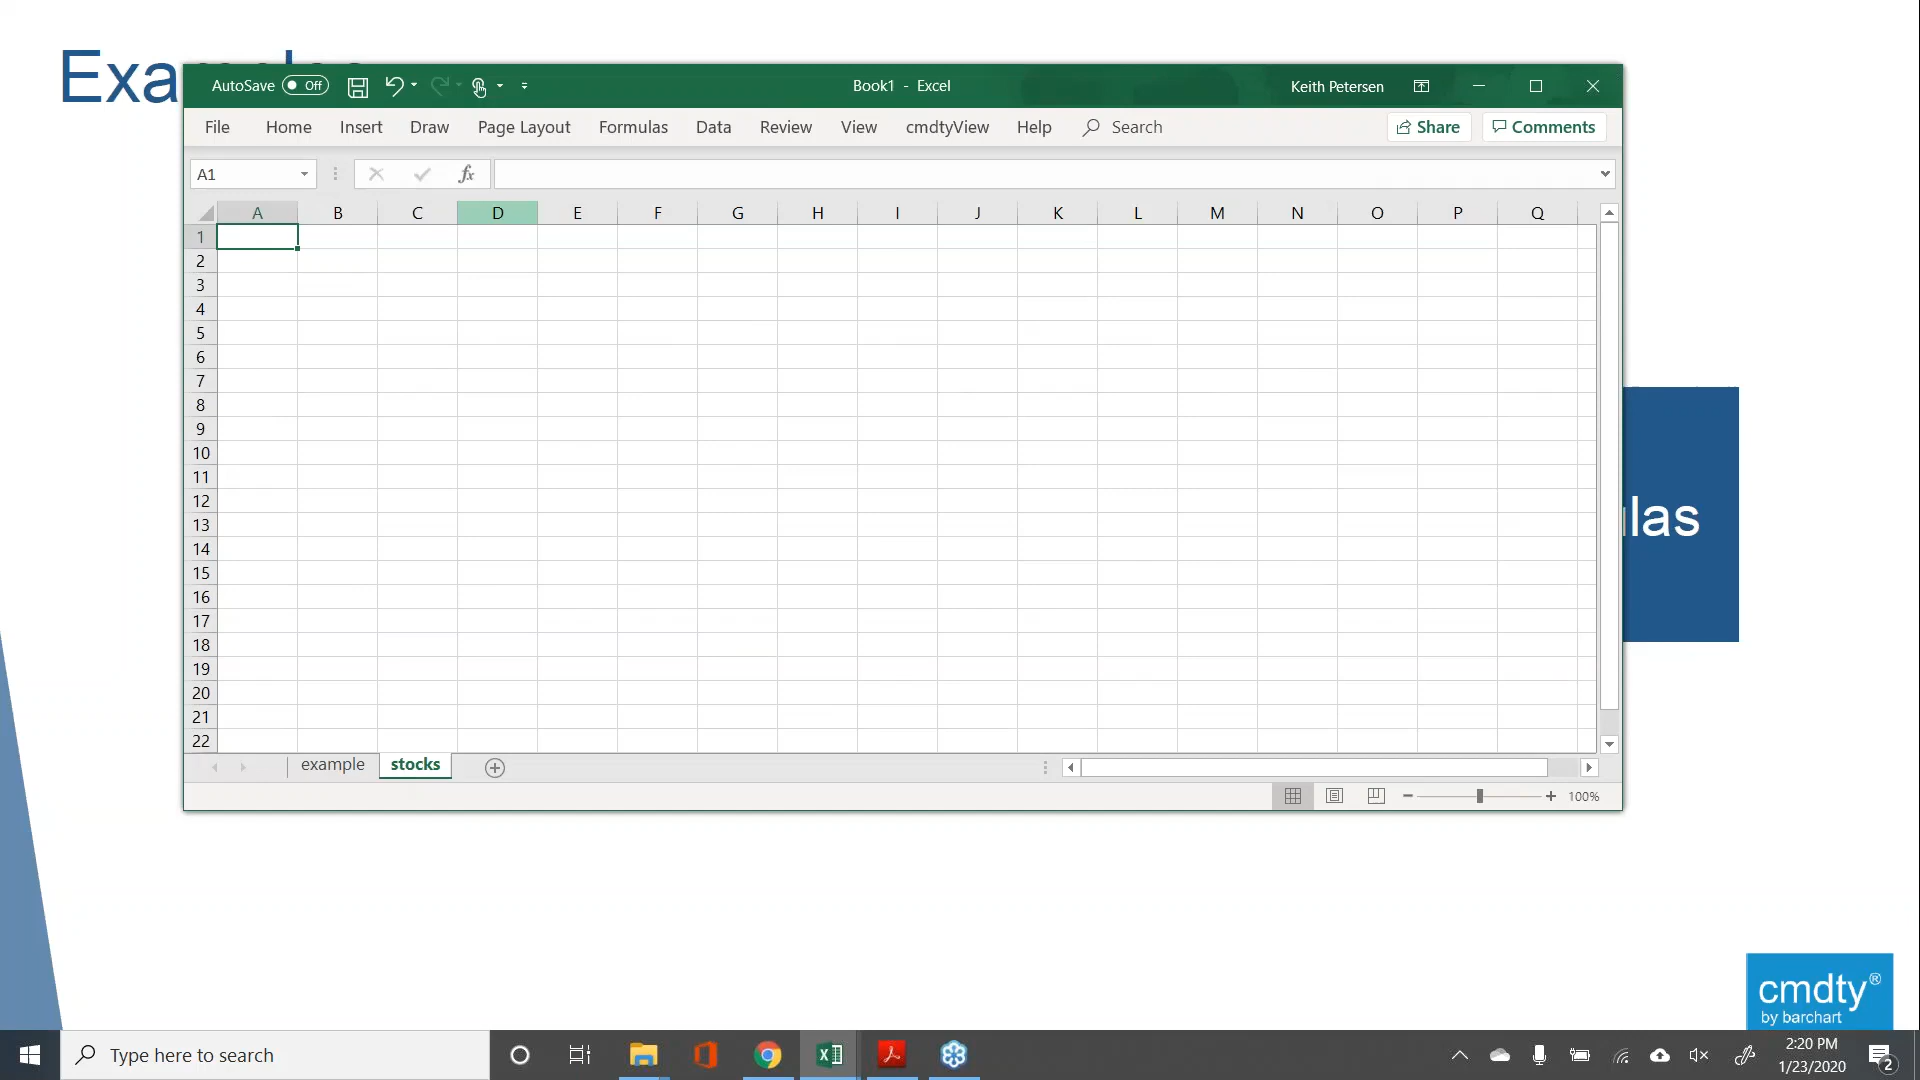 Exa
AutoSave Off
Book1 - Excel
Keith Petersen
File Home Insert Draw Page Layout Formulas Data Review View cmdtyView Help Search
Share Comments
A1
fx
A B C D E F G H I J K L M N O P Q
1
2
3
4
5
6
7
8
9
10
11
12
13
14
15
16
17
18
19
20
21
22
las
example stocks
100%
cmdty®
by barchart
Type here to search
2:20 PM
1/23/2020
2